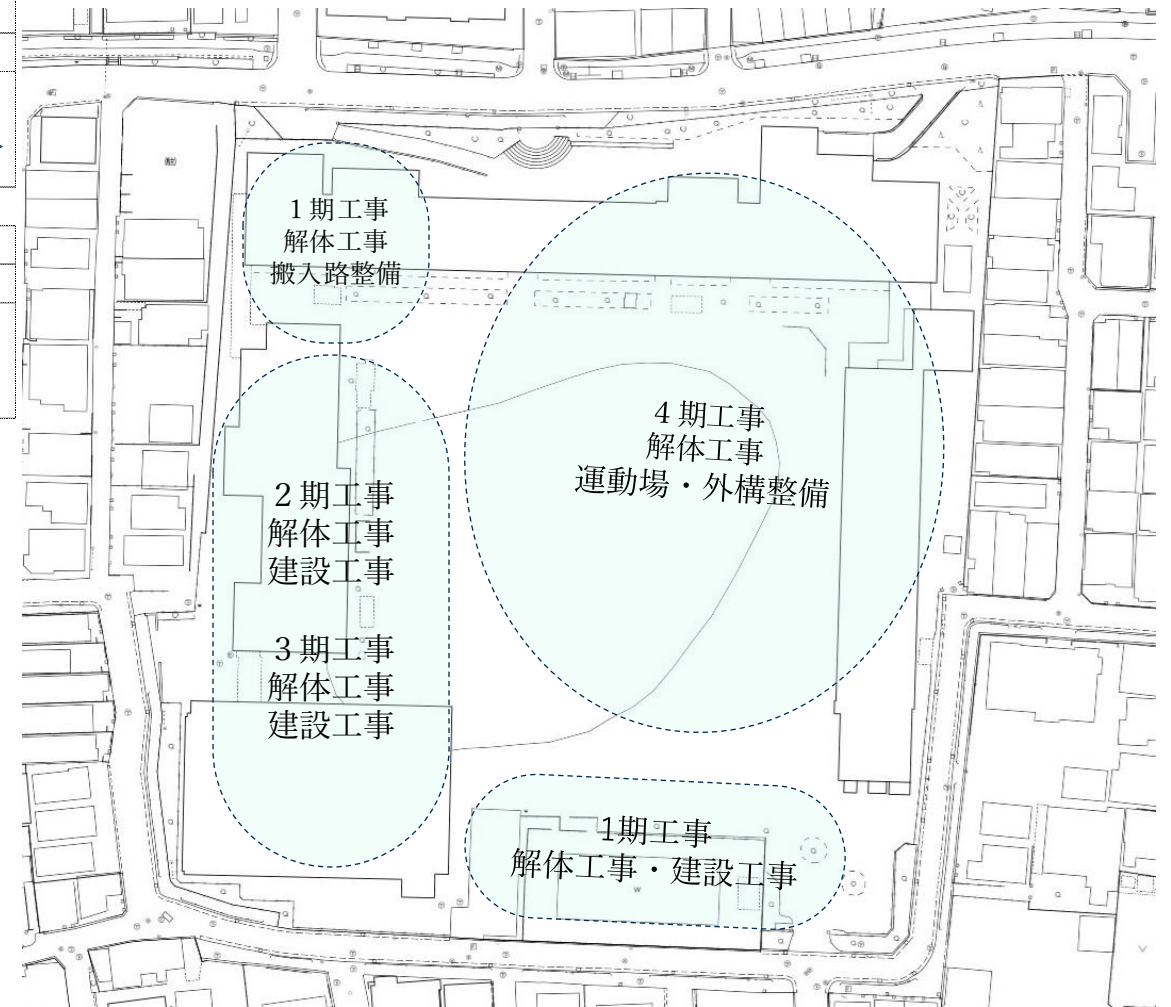 1期工事
解体工事
搬入路整備
4期工事
解体工事
運動場・外構整備
2期工事
解体工事
建設工事
3期工事
解体工事
建設工事
1期工事
解体工事・建設工事
W